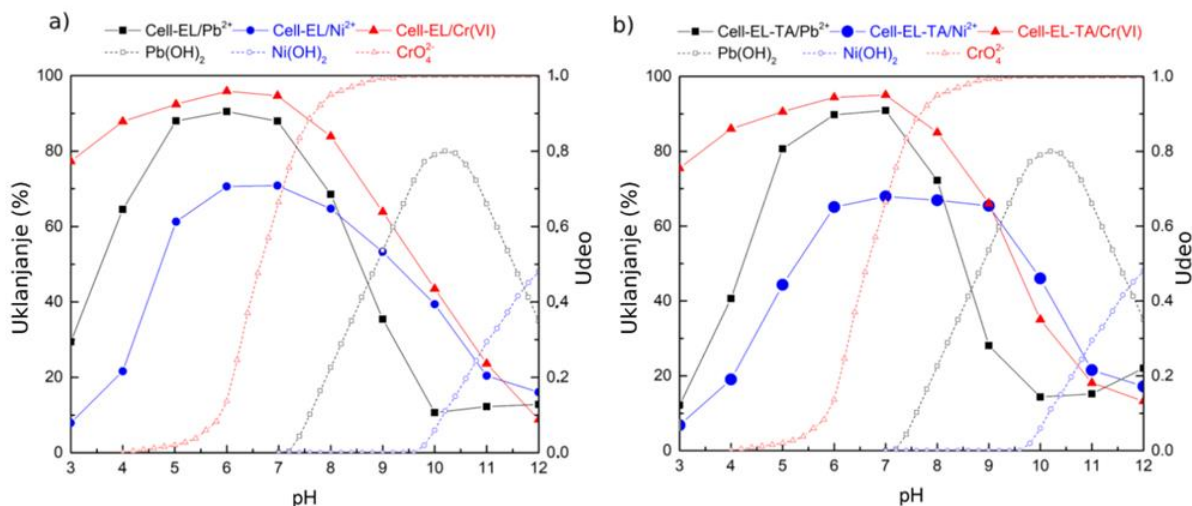 a)
Cell-EL/Pb²⁺ Cell-EL/Ni²⁺ Cell-EL/Cr(VI)
Pb(OH)₂ Ni(OH)₂ CrO₄²⁻
100
80
60
40
20
0
Uklanjanje (%)
1.0
0.8
0.6
0.4
0.2
0.0
Udeo
3 4 5 6 7 8 9 10 11 12
pH
b)
Cell-EL-TA/Pb²⁺ Cell-EL-TA/Ni²⁺ Cell-EL-TA/Cr(VI)
Pb(OH)₂ Ni(OH)₂ CrO₄²⁻
100
80
60
40
20
0
Uklanjanje (%)
1.0
0.8
0.6
0.4
0.2
0.0
Udeo
3 4 5 6 7 8 9 10 11 12
pH